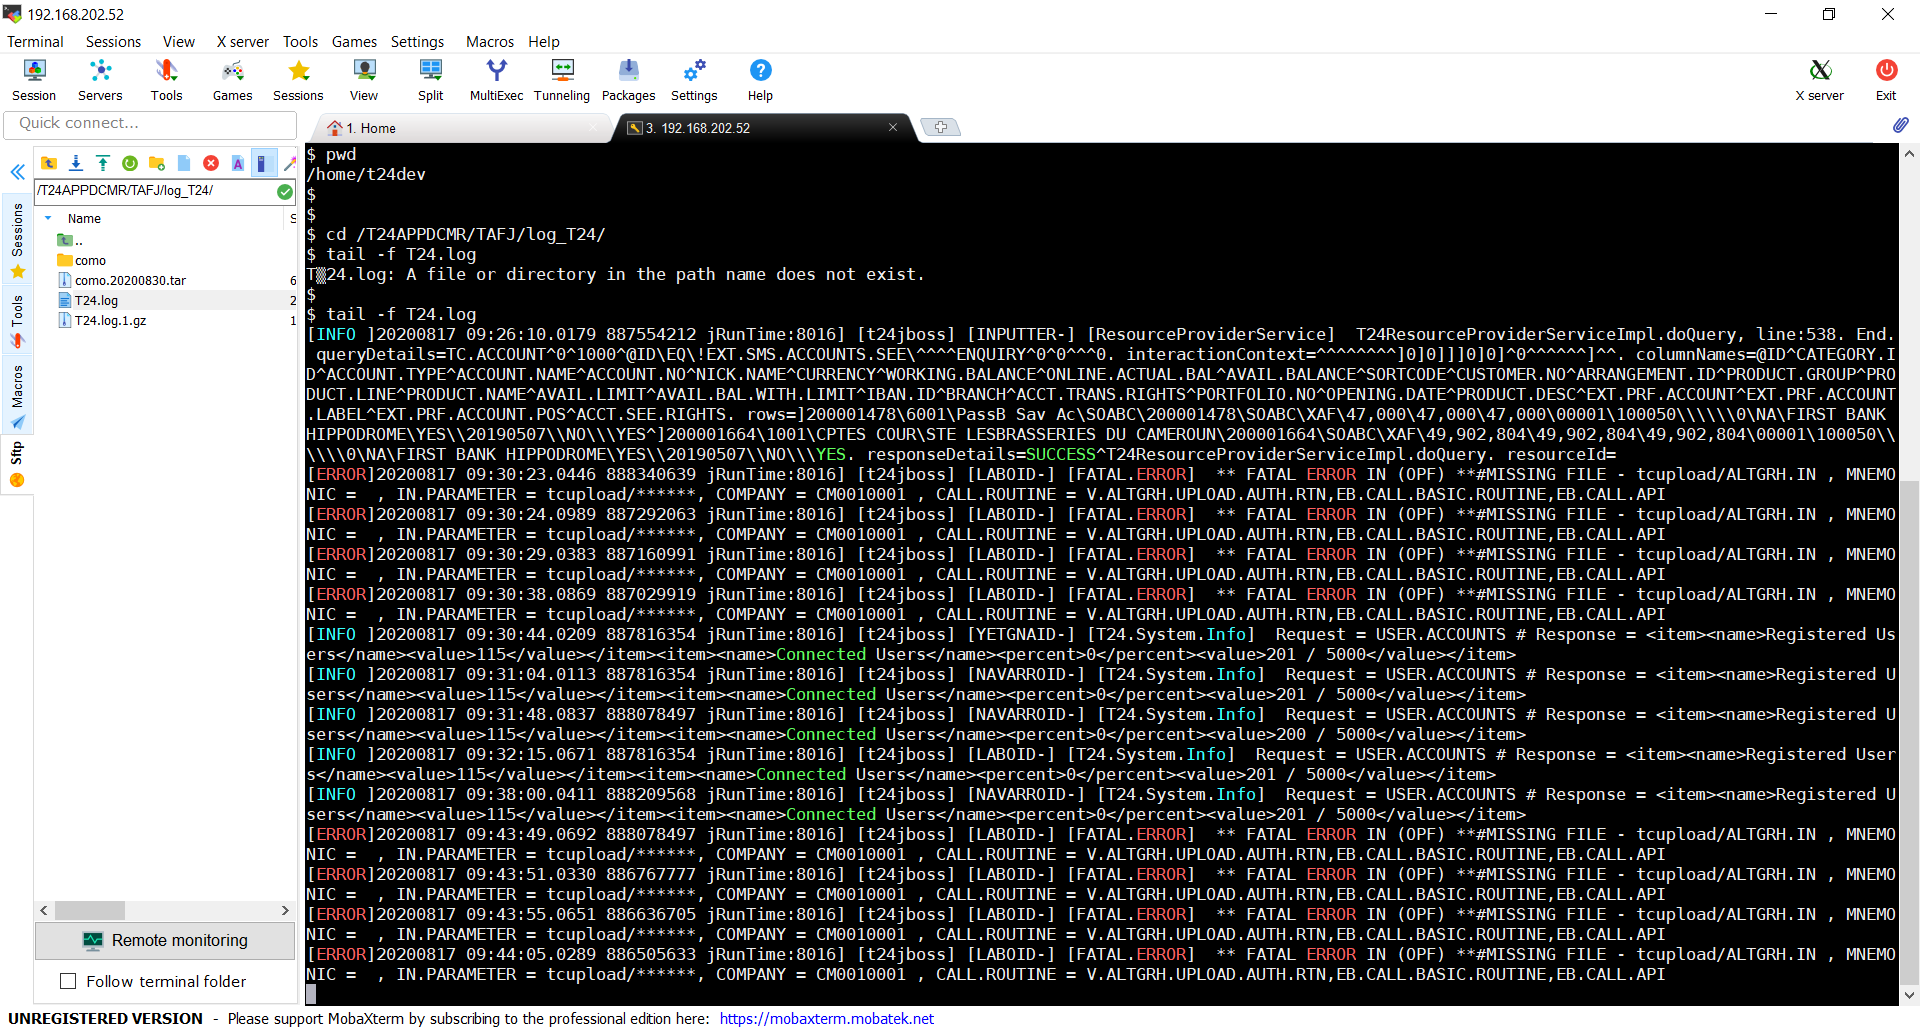 192.168.202.52
Terminal Sessions View X server Tools Games Settings Macros Help
Session Servers Tools Games Sessions View Split MultiExec Tunneling Packages Settings Help X server Exit
Quick connect...
1. Home
3. 192.168.202.52
/T24APPDCMR/TAFJ/log_T24/
Name S
..
como
como.20200830.tar 6
T24.log 2
T24.log.1.gz 1
Sessions
Tools
Macros
Sftp
Remote monitoring
Follow terminal folder
$ pwd
/home/t24dev
$
$
$ cd /T24APPDCMR/TAFJ/log_T24/
$ tail -f T24.log
T▒24.log: A file or directory in the path name does not exist.
$
$ tail -f T24.log
[INFO ]20200817 09:26:10.0179 887554212 jRunTime:8016] [t24jboss] [INPUTTER-] [ResourceProviderService]  T24ResourceProviderServiceImpl.doQuery, line:538. End.
 queryDetails=TC.ACCOUNT^0^1000^@ID\EQ\!EXT.SMS.ACCOUNTS.SEE\^^^^ENQUIRY^0^0^^^0. interactionContext=^^^^^^^^]0]0]]]0]0]^0^^^^^^]^^. columnNames=@ID^CATEGORY.I
D^ACCOUNT.TYPE^ACCOUNT.NAME^ACCOUNT.NO^NICK.NAME^CURRENCY^WORKING.BALANCE^ONLINE.ACTUAL.BAL^AVAIL.BALANCE^SORTCODE^CUSTOMER.NO^ARRANGEMENT.ID^PRODUCT.GROUP^PRO
DUCT.LINE^PRODUCT.NAME^AVAIL.LIMIT^AVAIL.BAL.WITH.LIMIT^IBAN.ID^BRANCH^ACCT.TRANS.RIGHTS^PORTFOLIO.NO^OPENING.DATE^PRODUCT.DESC^EXT.PRF.ACCOUNT^EXT.PRF.ACCOUNT
.LABEL^EXT.PRF.ACCOUNT.POS^ACCT.SEE.RIGHTS. rows=]200001478\6001\PassB Sav Ac\SOABC\200001478\SOABC\XAF\47,000\47,000\47,000\00001\100050\\\\\\0\NA\FIRST BANK
HIPPODROME\YES\\20190507\\NO\\\YES^]200001664\1001\CPTES COUR\STE LESBRASSERIES DU CAMEROUN\200001664\SOABC\XAF\49,902,804\49,902,804\49,902,804\00001\100050\\
\\\\0\NA\FIRST BANK HIPPODROME\YES\\20190507\\NO\\\YES. responseDetails=SUCCESS^T24ResourceProviderServiceImpl.doQuery. resourceId=
[ERROR]20200817 09:30:23.0446 888340639 jRunTime:8016] [t24jboss] [LABOID-] [FATAL.ERROR]  ** FATAL ERROR IN (OPF) **#MISSING FILE - tcupload/ALTGRH.IN , MNEMO
NIC =  , IN.PARAMETER = tcupload/******, COMPANY = CM0010001 , CALL.ROUTINE = V.ALTGRH.UPLOAD.AUTH.RTN,EB.CALL.BASIC.ROUTINE,EB.CALL.API
[ERROR]20200817 09:30:24.0989 887292063 jRunTime:8016] [t24jboss] [LABOID-] [FATAL.ERROR]  ** FATAL ERROR IN (OPF) **#MISSING FILE - tcupload/ALTGRH.IN , MNEMO
NIC =  , IN.PARAMETER = tcupload/******, COMPANY = CM0010001 , CALL.ROUTINE = V.ALTGRH.UPLOAD.AUTH.RTN,EB.CALL.BASIC.ROUTINE,EB.CALL.API
[ERROR]20200817 09:30:29.0383 887160991 jRunTime:8016] [t24jboss] [LABOID-] [FATAL.ERROR]  ** FATAL ERROR IN (OPF) **#MISSING FILE - tcupload/ALTGRH.IN , MNEMO
NIC =  , IN.PARAMETER = tcupload/******, COMPANY = CM0010001 , CALL.ROUTINE = V.ALTGRH.UPLOAD.AUTH.RTN,EB.CALL.BASIC.ROUTINE,EB.CALL.API
[ERROR]20200817 09:30:38.0869 887029919 jRunTime:8016] [t24jboss] [LABOID-] [FATAL.ERROR]  ** FATAL ERROR IN (OPF) **#MISSING FILE - tcupload/ALTGRH.IN , MNEMO
NIC =  , IN.PARAMETER = tcupload/******, COMPANY = CM0010001 , CALL.ROUTINE = V.ALTGRH.UPLOAD.AUTH.RTN,EB.CALL.BASIC.ROUTINE,EB.CALL.API
[INFO ]20200817 09:30:44.0209 887816354 jRunTime:8016] [t24jboss] [YETGNAID-] [T24.System.Info]  Request = USER.ACCOUNTS # Response = <item><name>Registered Us
ers</name><value>115</value></item><item><name>Connected Users</name><percent>0</percent><value>201 / 5000</value></item>
[INFO ]20200817 09:31:04.0113 887816354 jRunTime:8016] [t24jboss] [NAVARROID-] [T24.System.Info]  Request = USER.ACCOUNTS # Response = <item><name>Registered U
sers</name><value>115</value></item><item><name>Connected Users</name><percent>0</percent><value>201 / 5000</value></item>
[INFO ]20200817 09:31:48.0837 888078497 jRunTime:8016] [t24jboss] [NAVARROID-] [T24.System.Info]  Request = USER.ACCOUNTS # Response = <item><name>Registered U
sers</name><value>115</value></item><item><name>Connected Users</name><percent>0</percent><value>200 / 5000</value></item>
[INFO ]20200817 09:32:15.0671 887816354 jRunTime:8016] [t24jboss] [LABOID-] [T24.System.Info]  Request = USER.ACCOUNTS # Response = <item><name>Registered User
s</name><value>115</value></item><item><name>Connected Users</name><percent>0</percent><value>201 / 5000</value></item>
[INFO ]20200817 09:38:00.0411 888209568 jRunTime:8016] [t24jboss] [NAVARROID-] [T24.System.Info]  Request = USER.ACCOUNTS # Response = <item><name>Registered U
sers</name><value>115</value></item><item><name>Connected Users</name><percent>0</percent><value>201 / 5000</value></item>
[ERROR]20200817 09:43:49.0692 888078497 jRunTime:8016] [t24jboss] [LABOID-] [FATAL.ERROR]  ** FATAL ERROR IN (OPF) **#MISSING FILE - tcupload/ALTGRH.IN , MNEMO
NIC =  , IN.PARAMETER = tcupload/******, COMPANY = CM0010001 , CALL.ROUTINE = V.ALTGRH.UPLOAD.AUTH.RTN,EB.CALL.BASIC.ROUTINE,EB.CALL.API
[ERROR]20200817 09:43:51.0330 886767777 jRunTime:8016] [t24jboss] [LABOID-] [FATAL.ERROR]  ** FATAL ERROR IN (OPF) **#MISSING FILE - tcupload/ALTGRH.IN , MNEMO
NIC =  , IN.PARAMETER = tcupload/******, COMPANY = CM0010001 , CALL.ROUTINE = V.ALTGRH.UPLOAD.AUTH.RTN,EB.CALL.BASIC.ROUTINE,EB.CALL.API
[ERROR]20200817 09:43:55.0651 886636705 jRunTime:8016] [t24jboss] [LABOID-] [FATAL.ERROR]  ** FATAL ERROR IN (OPF) **#MISSING FILE - tcupload/ALTGRH.IN , MNEMO
NIC =  , IN.PARAMETER = tcupload/******, COMPANY = CM0010001 , CALL.ROUTINE = V.ALTGRH.UPLOAD.AUTH.RTN,EB.CALL.BASIC.ROUTINE,EB.CALL.API
[ERROR]20200817 09:44:05.0289 886505633 jRunTime:8016] [t24jboss] [LABOID-] [FATAL.ERROR]  ** FATAL ERROR IN (OPF) **#MISSING FILE - tcupload/ALTGRH.IN , MNEMO
NIC =  , IN.PARAMETER = tcupload/******, COMPANY = CM0010001 , CALL.ROUTINE = V.ALTGRH.UPLOAD.AUTH.RTN,EB.CALL.BASIC.ROUTINE,EB.CALL.API
UNREGISTERED VERSION - Please support MobaXterm by subscribing to the professional edition here: https://mobaxterm.mobatek.net